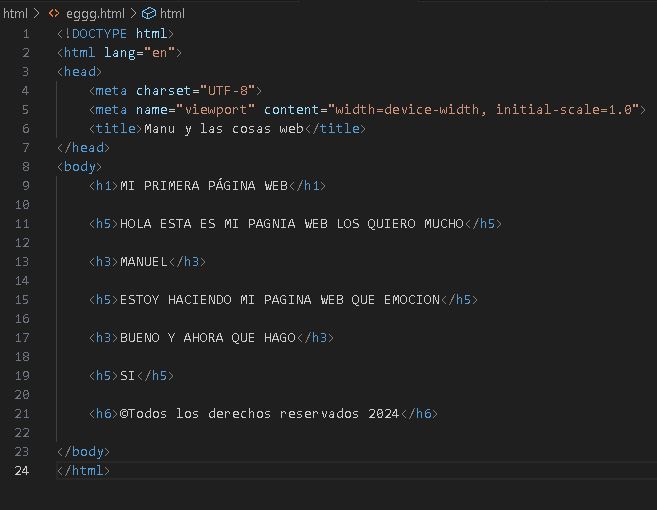 html > eggg.html > html
1 <!DOCTYPE html>
2 <html lang="en">
3 <head>
4 <meta charset="UTF-8">
5 <meta name="viewport" content="width=device-width, initial-scale=1.0">
6 <title>Manu y las cosas web</title>
7 </head>
8 <body>
9 <h1>MI PRIMERA PÁGINA WEB</h1>
10
11 <h5>HOLA ESTA ES MI PAGNIA WEB LOS QUIERO MUCHO</h5>
12
13 <h3>MANUEL</h3>
14
15 <h5>ESTOY HACIENDO MI PAGINA WEB QUE EMOCION</h5>
16
17 <h3>BUENO Y AHORA QUE HAGO</h3>
18
19 <h5>SI</h5>
20
21 <h6>©Todos los derechos reservados 2024</h6>
22
23 </body>
24 </html>